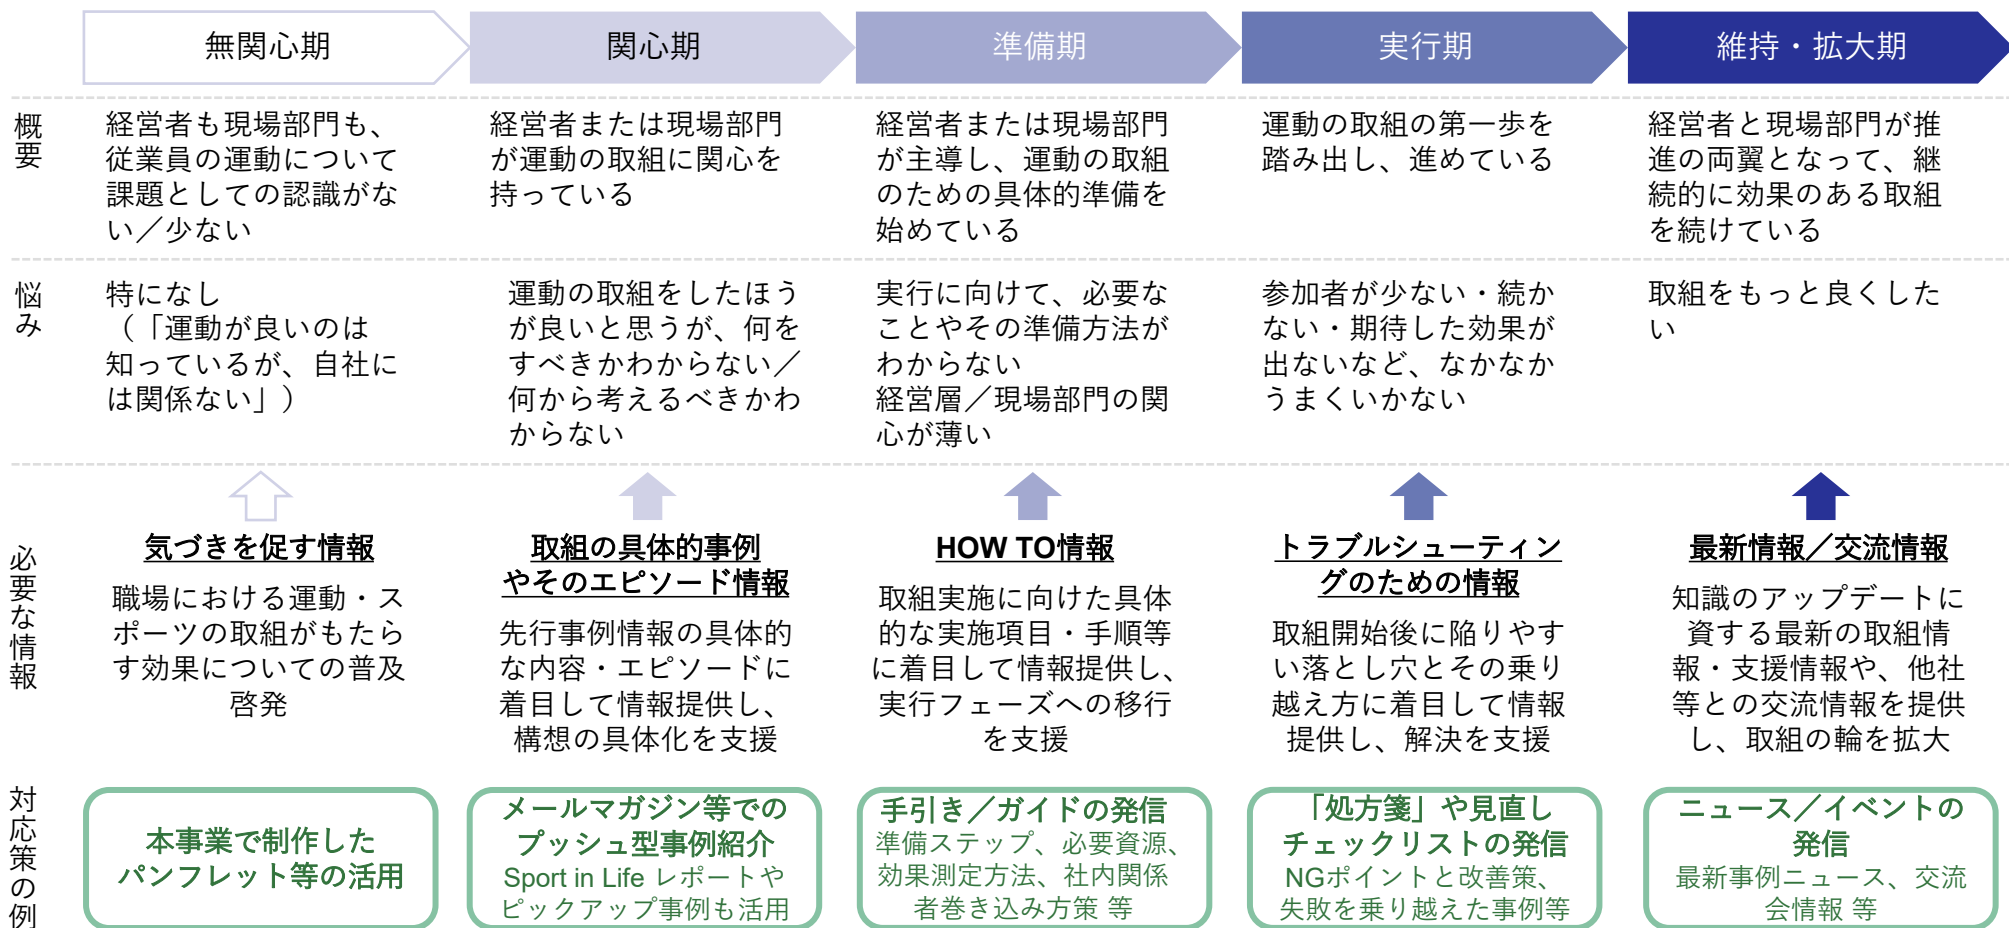 無関心期
関心期
準備期
実行期
維持・拡大期
概要
経営者も現場部門も、
従業員の運動について
課題としての認識がな
い／少ない
経営者または現場部門
が運動の取組に関心を
持っている
経営者または現場部門
が主導し、運動の取組
のための具体的準備を
始めている
運動の取組の第一歩を
踏み出し、進めている
経営者と現場部門が推
進の両翼となって、継
続的に効果のある取組
を続けている
悩み
特になし
（「運動が良いのは
知っているが、自社に
は関係ない」）
運動の取組をしたほう
が良いと思うが、何を
すべきかわからない／
何から考えるべきかわ
からない
実行に向けて、必要な
ことやその準備方法が
わからない
経営層／現場部門の関
心が薄い
参加者が少ない・続か
ない・期待した効果が
出ないなど、なかなか
うまくいかない
取組をもっと良くした
い
必要な情報
気づきを促す情報
職場における運動・ス
ポーツの取組がもたら
す効果についての普及
啓発
取組の具体的事例
やそのエピソード情報
先行事例情報の具体的
な内容・エピソードに
着目して情報提供し、
構想の具体化を支援
HOW TO情報
取組実施に向けた具体
的な実施項目・手順等
に着目して情報提供し、
実行フェーズへの移行
を支援
トラブルシューティン
グのための情報
取組開始後に陥りやす
い落とし穴とその乗り
越え方に着目して情報
提供し、解決を支援
最新情報／交流情報
知識のアップデートに
資する最新の取組情
報・支援情報や、他社
等との交流情報を提供
し、取組の輪を拡大
対応策の例
本事業で制作した
パンフレット等の活用
メールマガジン等での
プッシュ型事例紹介
Sport in Life レポートや
ピックアップ事例も活用
手引き／ガイドの発信
準備ステップ、必要資源、
効果測定方法、社内関係
者巻き込み方策 等
「処方箋」や見直し
チェックリストの発信
NGポイントと改善策、
失敗を乗り越えた事例等
ニュース／イベントの
発信
最新事例ニュース、交流
会情報 等